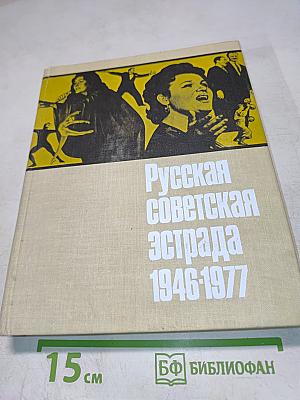 Русская
советская
эстрада
1946-1977
15 см
БФ БИБЛИОФАН